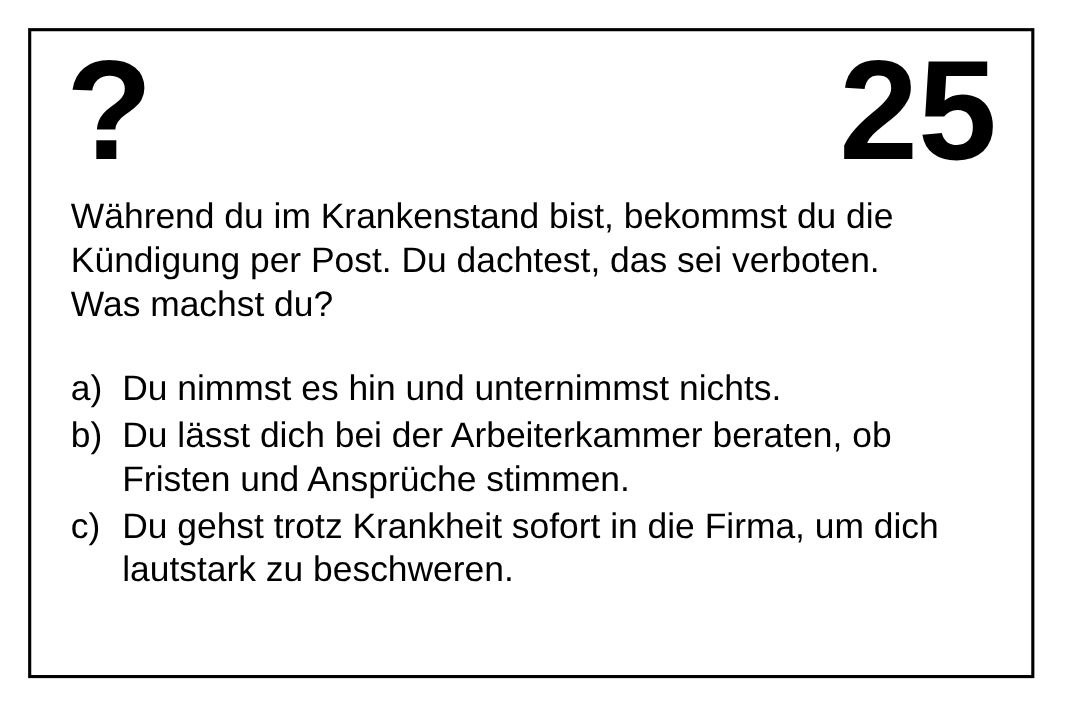 ?
25
Während du im Krankenstand bist, bekommst du die
Kündigung per Post. Du dachtest, das sei verboten.
Was machst du?
a) Du nimmst es hin und unternimmst nichts.
b) Du lässt dich bei der Arbeiterkammer beraten, ob
Fristen und Ansprüche stimmen.
c) Du gehst trotz Krankheit sofort in die Firma, um dich
lautstark zu beschweren.